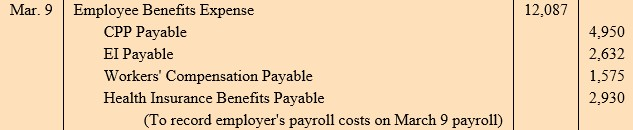 Mar. 9 Employee Benefits Expense 12,087
CPP Payable 4,950
EI Payable 2,632
Workers' Compensation Payable 1,575
Health Insurance Benefits Payable 2,930
(To record employer's payroll costs on March 9 payroll)